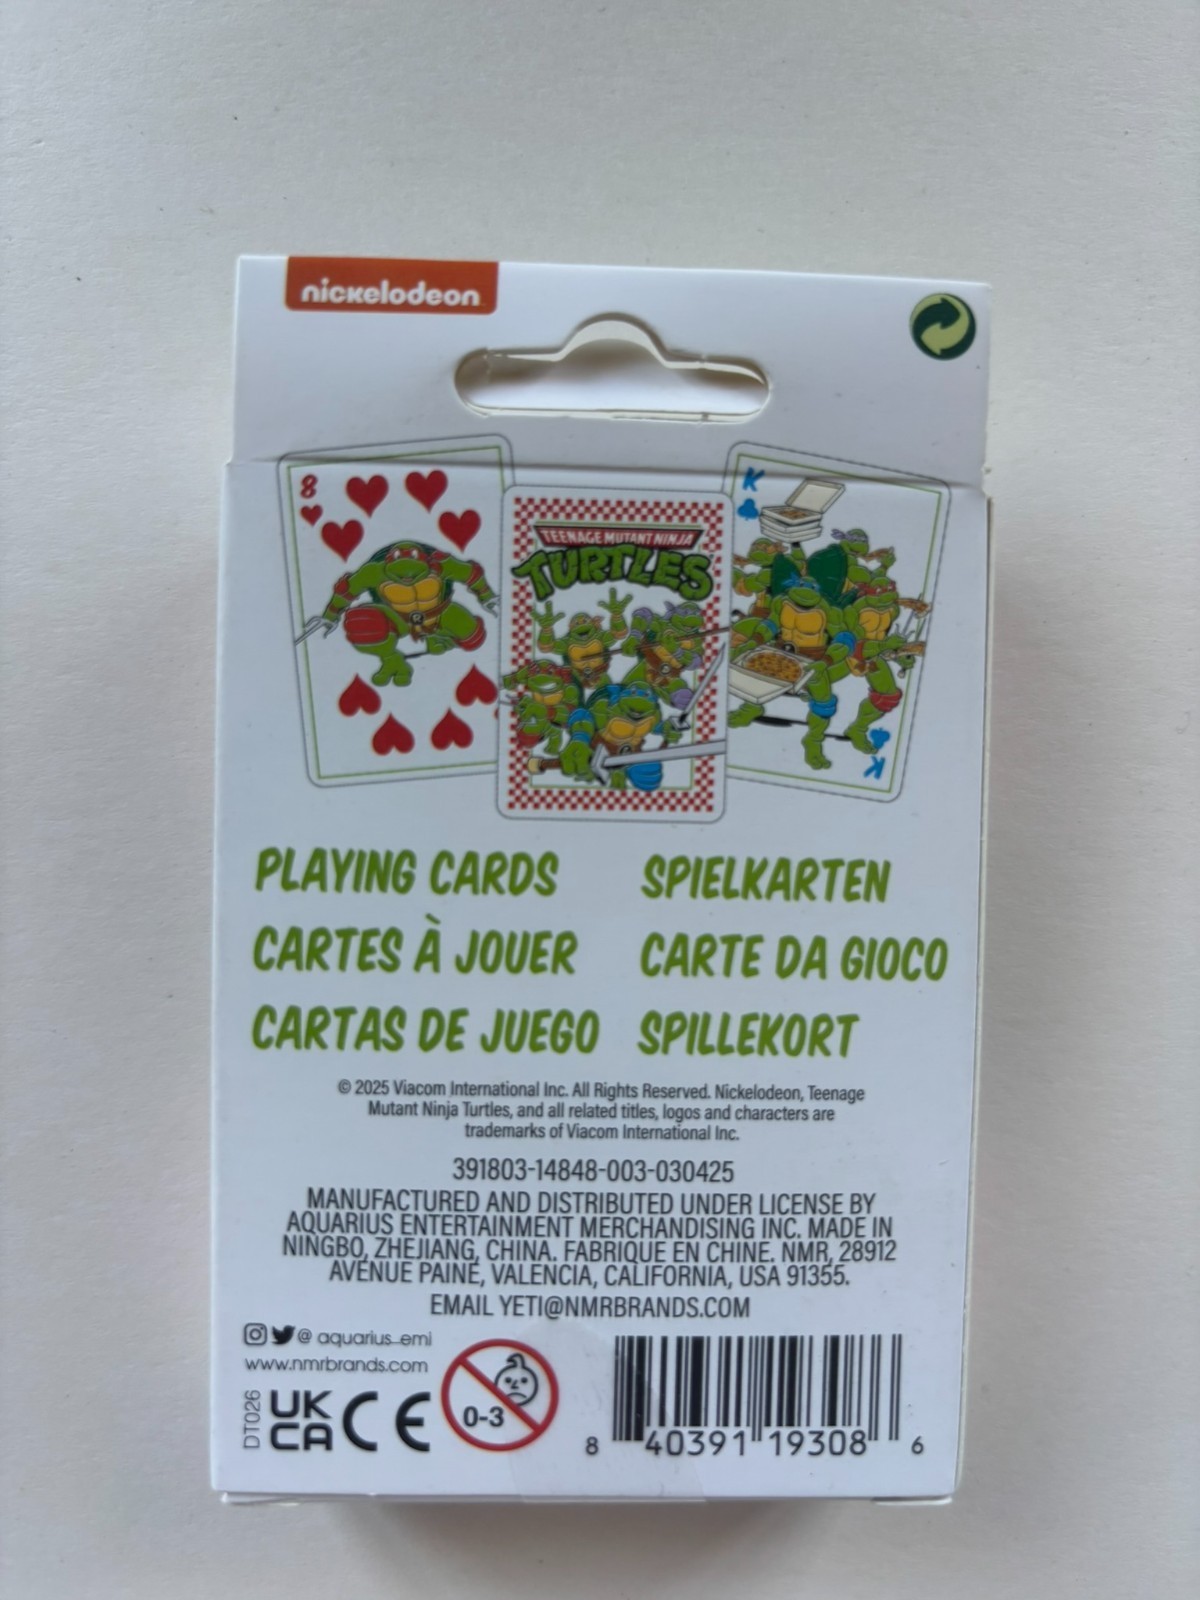 nickelodeon
8
TEENAGE MUTANT NINJA
TURTLES
R
K
K
PLAYING CARDS
SPIELKARTEN
CARTES À JOUER
CARTE DA GIOCO
CARTAS DE JUEGO
SPILLEKORT
© 2025 Viacom International Inc. All Rights Reserved. Nickelodeon, Teenage
Mutant Ninja Turtles, and all related titles, logos and characters are
trademarks of Viacom International Inc.
391803-14848-003-030425
MANUFACTURED AND DISTRIBUTED UNDER LICENSE BY
AQUARIUS ENTERTAINMENT MERCHANDISING INC. MADE IN
NINGBO, ZHEJIANG, CHINA. FABRIQUE EN CHINE. NMR, 28912
AVENUE PAINE, VALENCIA, CALIFORNIA, USA 91355.
EMAIL YETI@NMRBRANDS.COM
@ aquarius_emi
www.nmrbrands.com
DT026
UK
CA
CE
0-3
8 40391 19308 6